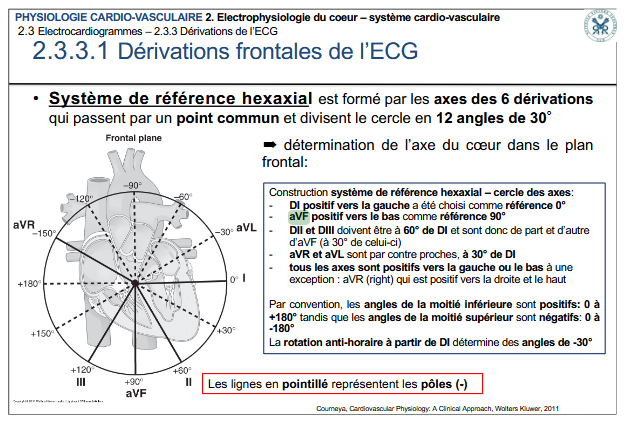 PHYSIOLOGIE CARDIO-VASCULAIRE 2. Electrophysiologie du coeur – système cardio-vasculaire
2.3 Electrocardiogrammes – 2.3.3 Dérivations de l'ECG
2.3.3.1 Dérivations frontales de l'ECG
• Système de référence hexaxial est formé par les axes des 6 dérivations
qui passent par un point commun et divisent le cercle en 12 angles de 30°
Frontal plane
-90°
-120°
-60°
aVR
-150°
aVL
-30°
+180°
0°
I
+150°
+30°
+120°
+60°
III
+90°
II
aVF
➡ détermination de l'axe du cœur dans le plan
frontal:
Construction système de référence hexaxial – cercle des axes:
- DI positif vers la gauche a été choisi comme référence 0°
- aVF positif vers le bas comme référence 90°
- DII et DIII doivent être à 60° de DI et sont donc de part et d'autre
d'aVF (à 30° de celui-ci)
- aVR et aVL sont par contre proches, à 30° de DI
- tous les axes sont positifs vers la gauche ou le bas à une
exception : aVR (right) qui est positif vers la droite et le haut
Par convention, les angles de la moitié inférieure sont positifs: 0 à
+180° tandis que les angles de la moitié supérieur sont négatifs: 0 à
-180°
La rotation anti-horaire à partir de DI détermine des angles de -30°
Les lignes en pointillé représentent les pôles (-)
Courneya, Cardiovascular Physiology: A Clinical Approach, Wolters Kluwer, 2011